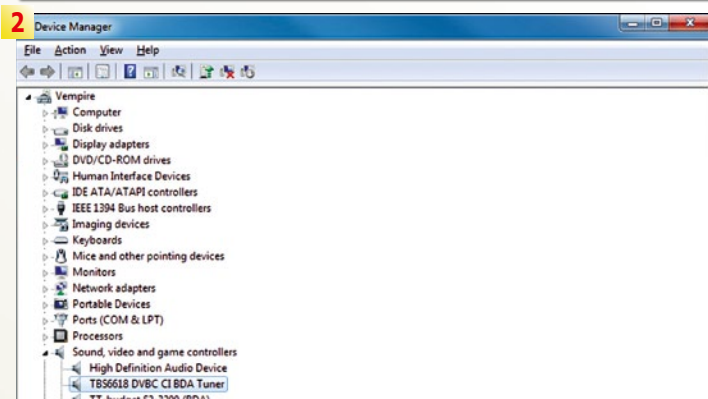 2
Device Manager
File Action View Help
Vempire
Computer
Disk drives
Display adapters
DVD/CD-ROM drives
Human Interface Devices
IDE ATA/ATAPI controllers
IEEE 1394 Bus host controllers
Imaging devices
Keyboards
Mice and other pointing devices
Monitors
Network adapters
Portable Devices
Ports (COM & LPT)
Processors
Sound, video and game controllers
High Definition Audio Device
TBS6618 DVBC CI BDA Tuner